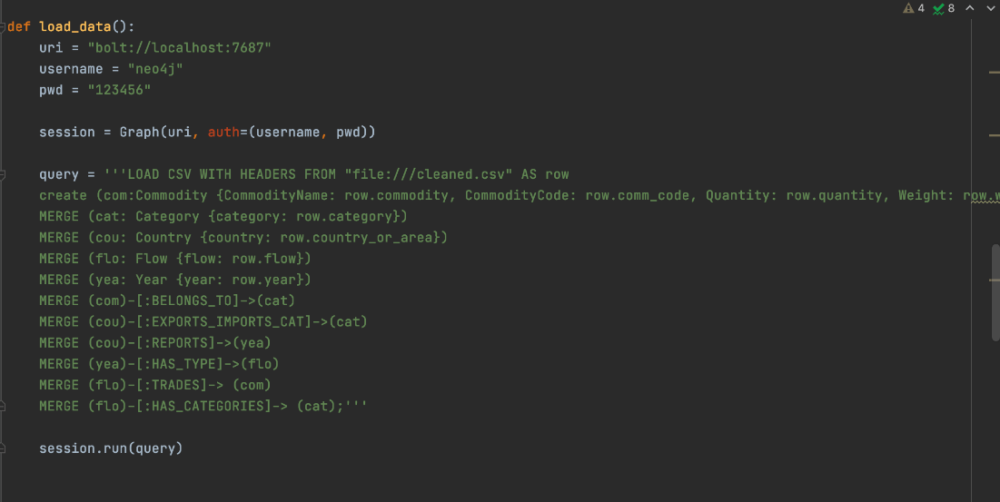 4 8
def load_data():
uri = "bolt://localhost:7687"
username = "neo4j"
pwd = "123456"
session = Graph(uri, auth=(username, pwd))
query = '''LOAD CSV WITH HEADERS FROM "file:///cleaned.csv" AS row
create (com:Commodity {CommodityName: row.commodity, CommodityCode: row.comm_code, Quantity: row.quantity, Weight: row.w
MERGE (cat: Category {category: row.category})
MERGE (cou: Country {country: row.country_or_area})
MERGE (flo: Flow {flow: row.flow})
MERGE (yea: Year {year: row.year})
MERGE (com)-[:BELONGS_TO]->(cat)
MERGE (cou)-[:EXPORTS_IMPORTS_CAT]->(cat)
MERGE (cou)-[:REPORTS]->(yea)
MERGE (yea)-[:HAS_TYPE]->(flo)
MERGE (flo)-[:TRADES]-> (com)
MERGE (flo)-[:HAS_CATEGORIES]-> (cat);'''
session.run(query)